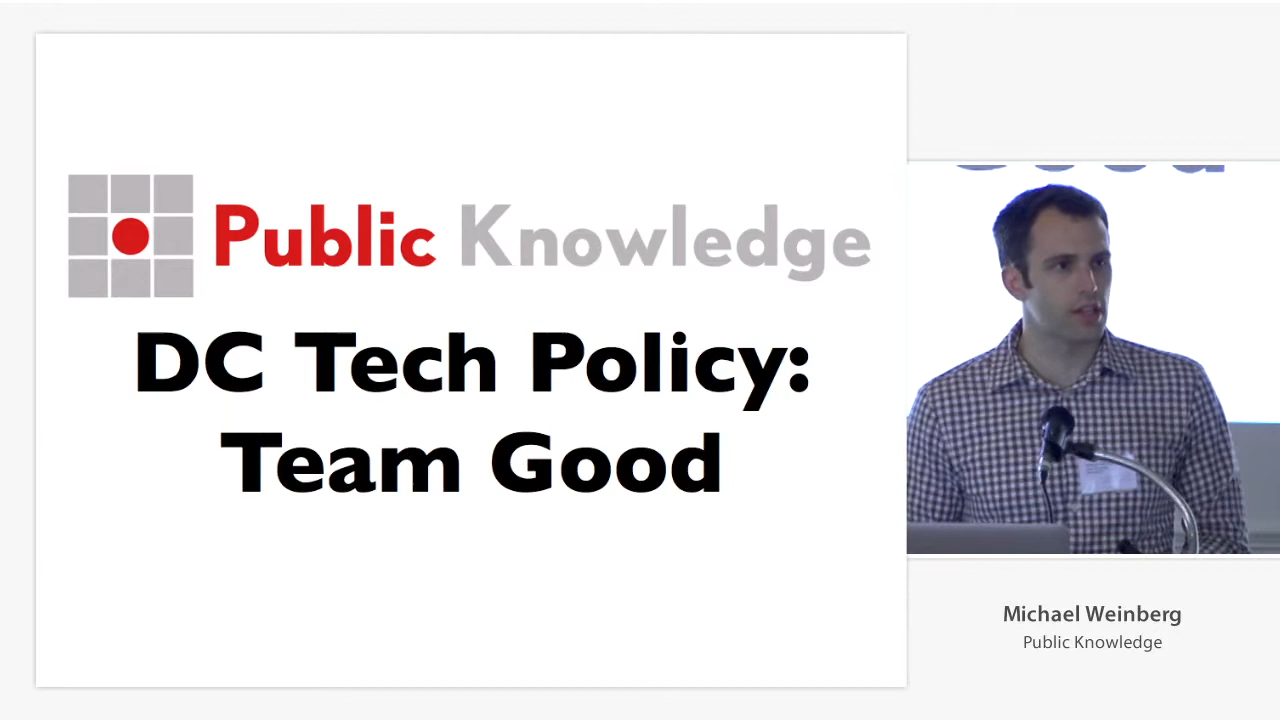 Public Knowledge
DC Tech Policy:
Team Good
Michael Weinberg
Public Knowledge